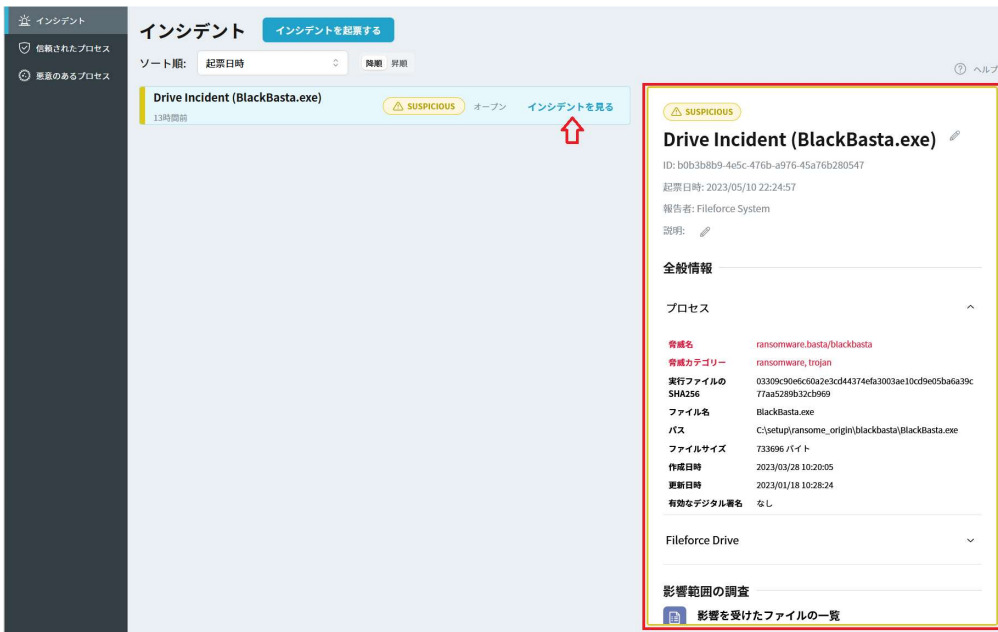 インシデント
信頼されたプロセス
悪意のあるプロセス
インシデント
インシデントを起票する
ソート順:
起票日時
降順
昇順
ヘルプ
Drive Incident (BlackBasta.exe)
13時間前
SUSPICIOUS
オープン
インシデントを見る
SUSPICIOUS
Drive Incident (BlackBasta.exe)
ID: b0b3b8b9-4e5c-476b-a976-45a76b280547
起票日時: 2023/05/10 22:24:57
報告者: Fileforce System
説明:
全般情報
プロセス
脅威名 ransomware.basta/blackbasta
脅威カテゴリー ransomware, trojan
実行ファイルの 03309c90e6c60a2e3cd44374efa3003ae10cd9e05ba6a39c
SHA256 77aa5289b32cb969
ファイル名 BlackBasta.exe
パス C:\setup\ransome_origin\blackbasta\BlackBasta.exe
ファイルサイズ 733696 バイト
作成日時 2023/03/28 10:20:05
更新日時 2023/01/18 10:28:24
有効なデジタル署名 なし
Fileforce Drive
影響範囲の調査
影響を受けたファイルの一覧